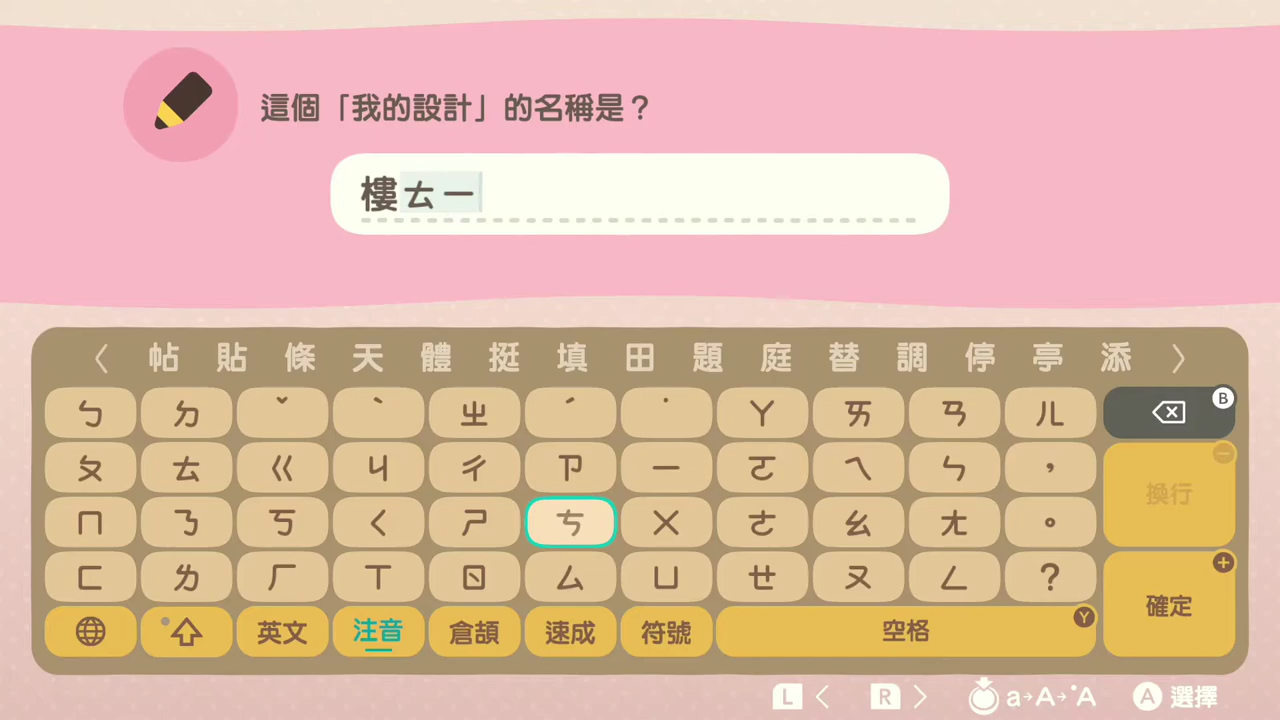 這個「我的設計」的名稱是？
樓ㄊㄧ
〈 帖 貼 條 天 體 挺 填 田 題 庭 替 調 停 亭 添 〉
ㄅ ㄉ ˇ ˋ ㄓ ˊ ˙ ㄚ ㄞ ㄢ ㄦ B
ㄆ ㄊ ㄍ ㄐ ㄔ ㄗ ㄧ ㄛ ㄟ ㄣ ， 換行
ㄇ ㄋ ㄎ ㄑ ㄕ ㄘ ㄨ ㄜ ㄠ ㄤ 。
ㄈ ㄌ ㄏ ㄒ ㄖ ㄙ ㄩ ㄝ ㄡ ㄥ ? 確定
英文 注音 倉頡 速成 符號 空格 Y
L 〈 R 〉 a→A→•A A 選擇